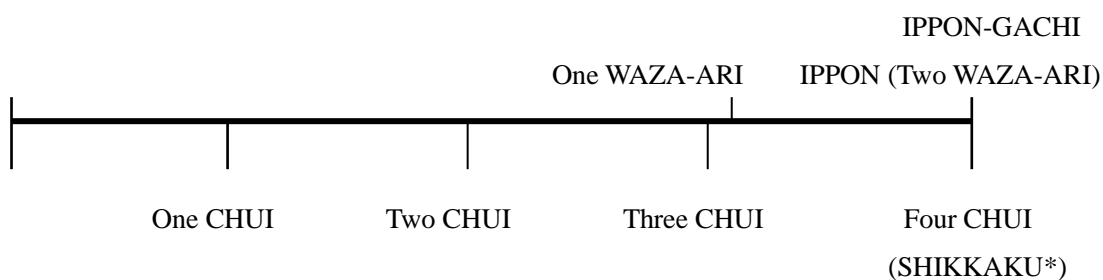 IPPON-GACHI
One WAZA-ARI IPPON (Two WAZA-ARI)
One CHUI Two CHUI Three CHUI Four CHUI
(SHIKKAKU*)